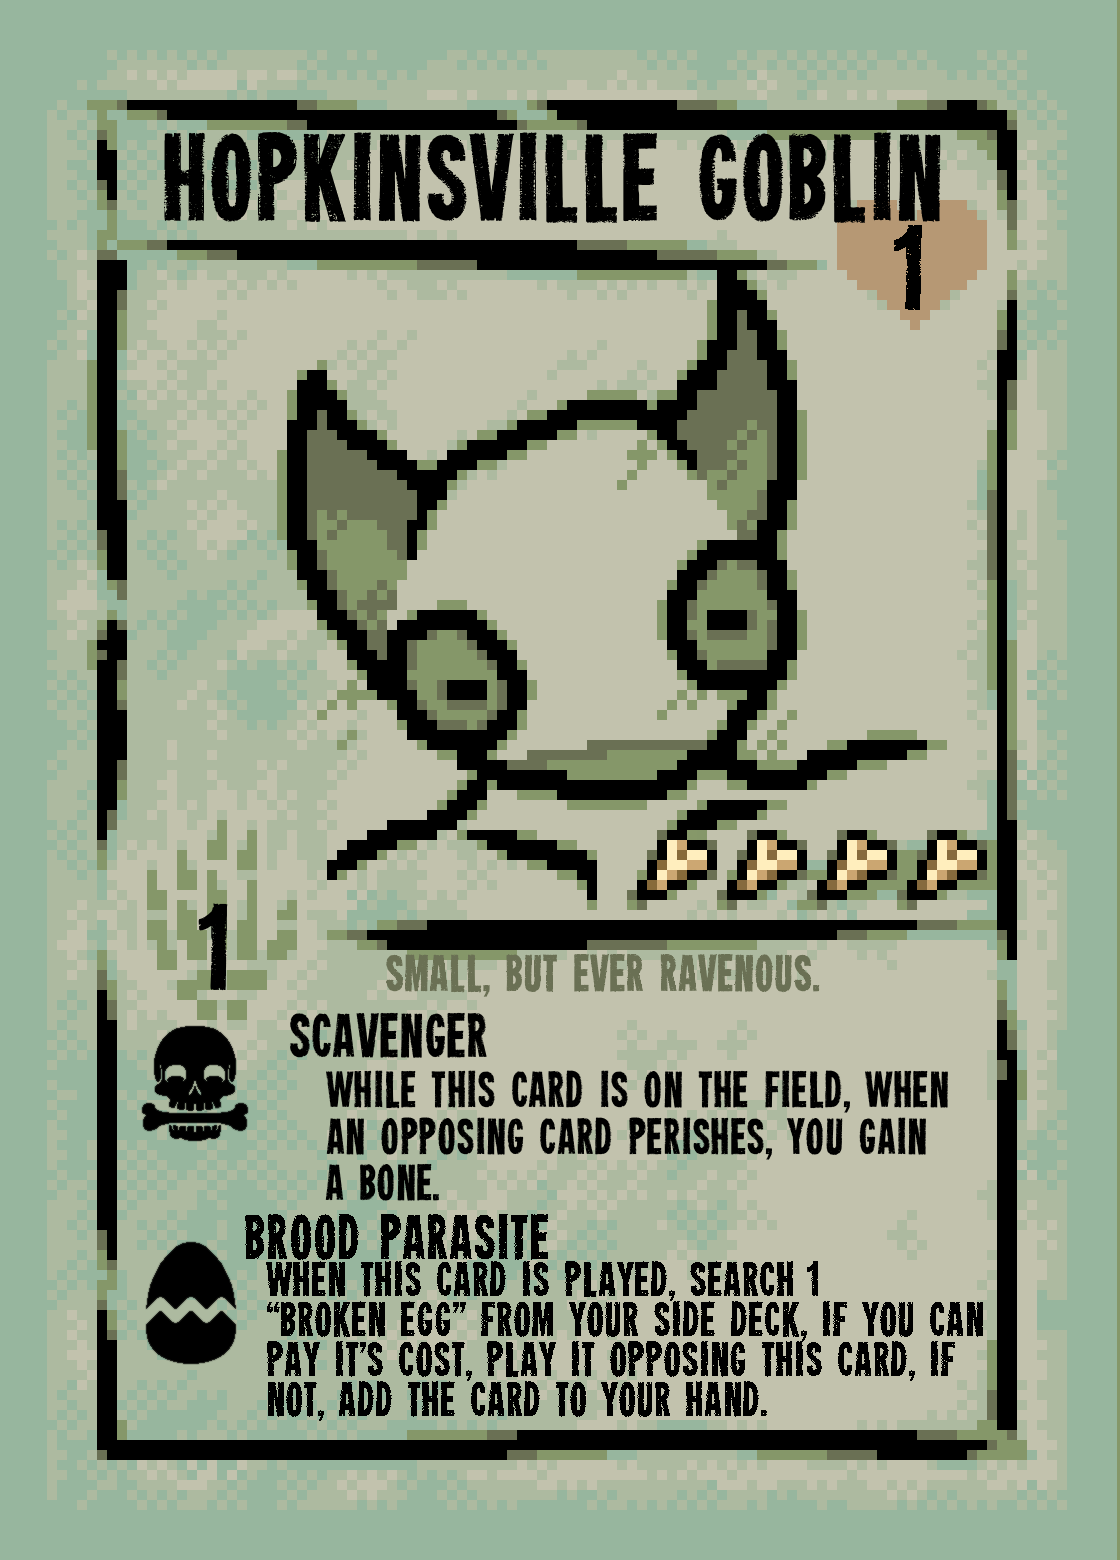 HOPKINSVILLE GOBLIN
1
1
SMALL, BUT EVER RAVENOUS.
SCAVENGER
WHILE THIS CARD IS ON THE FIELD, WHEN
AN OPPOSING CARD PERISHES, YOU GAIN
A BONE.
BROOD PARASITE
WHEN THIS CARD IS PLAYED, SEARCH 1
“BROKEN EGG” FROM YOUR SIDE DECK, IF YOU CAN
PAY IT’S COST, PLAY IT OPPOSING THIS CARD, IF
NOT, ADD THE CARD TO YOUR HAND.